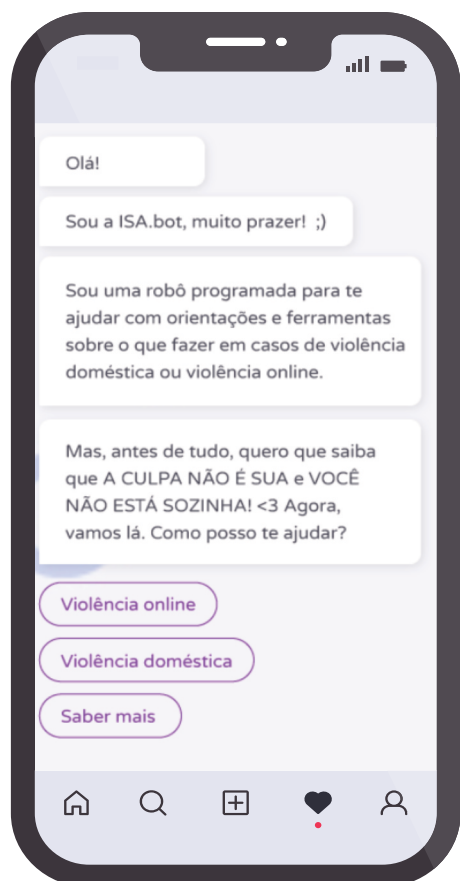 Olá!
Sou a ISA.bot, muito prazer! ;)
Sou uma robô programada para te
ajudar com orientações e ferramentas
sobre o que fazer em casos de violência
doméstica ou violência online.
Mas, antes de tudo, quero que saiba
que A CULPA NÃO É SUA e VOCÊ
NÃO ESTÁ SOZINHA! <3 Agora,
vamos lá. Como posso te ajudar?
Violência online
Violência doméstica
Saber mais